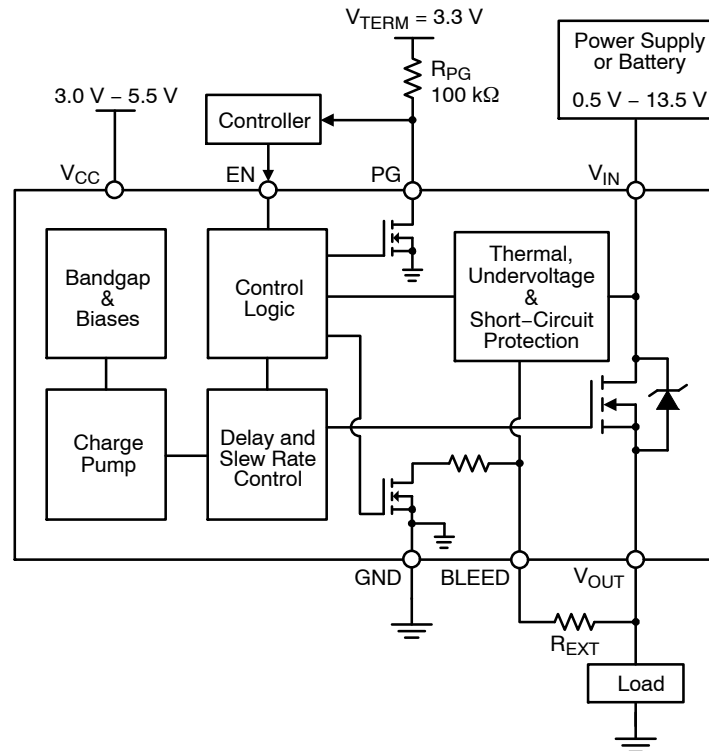 V_TERM = 3.3 V
R_PG
100 kΩ
Power Supply
or Battery
0.5 V – 13.5 V
3.0 V – 5.5 V
Controller
V_CC
EN
PG
V_IN
Bandgap
&
Biases
Control
Logic
Thermal,
Undervoltage
&
Short–Circuit
Protection
Charge
Pump
Delay and
Slew Rate
Control
GND
BLEED
V_OUT
R_EXT
Load